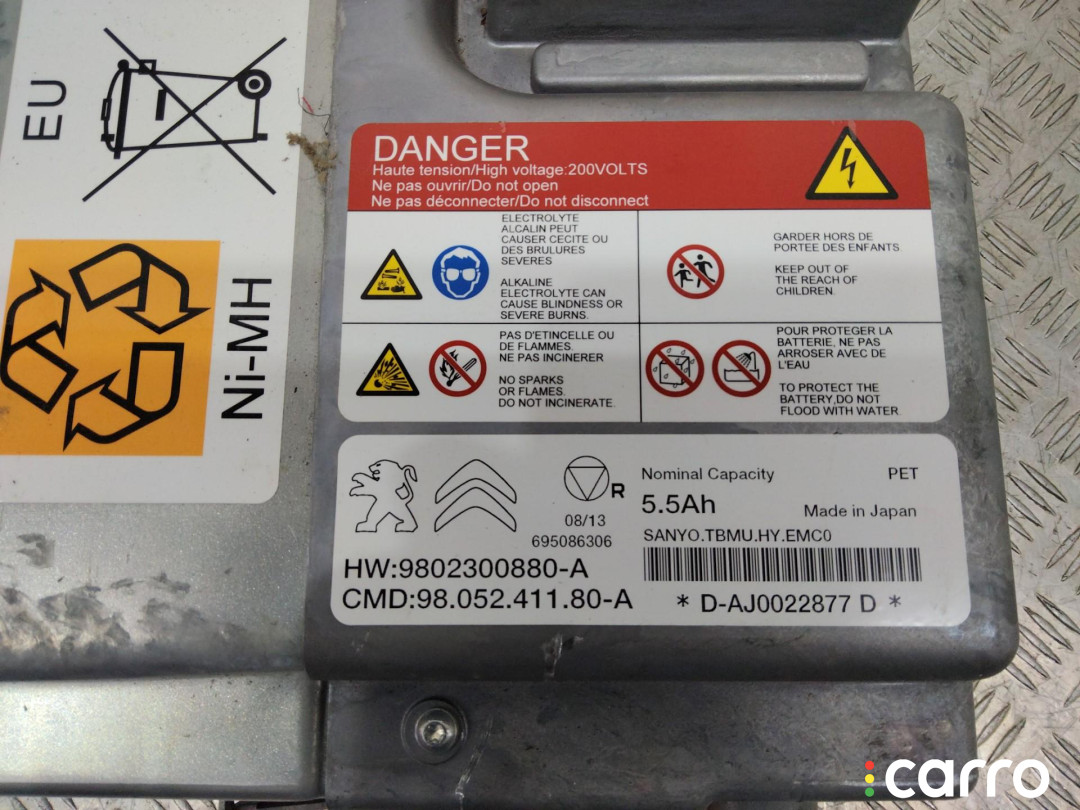 EU
Ni-MH
DANGER
Haute tension/High voltage:200VOLTS
Ne pas ouvrir/Do not open
Ne pas déconnecter/Do not disconnect
ELECTROLYTE
ALCALIN PEUT
CAUSER CECITE OU
DES BRULURES
SEVERES
ALKALINE
ELECTROLYTE CAN
CAUSE BLINDNESS OR
SEVERE BURNS.
GARDER HORS DE
PORTEE DES ENFANTS.
KEEP OUT OF
THE REACH OF
CHILDREN.
PAS D'ETINCELLE OU
DE FLAMMES.
NE PAS INCINERER
NO SPARKS
OR FLAMES.
DO NOT INCINERATE.
POUR PROTEGER LA
BATTERIE, NE PAS
ARROSER AVEC DE
L'EAU
TO PROTECT THE
BATTERY,DO NOT
FLOOD WITH WATER.
R
08/13
695086306
HW:9802300880-A
CMD:98.052.411.80-A
Nominal Capacity
PET
5.5Ah
Made in Japan
SANYO.TBMU.HY.EMC0
* D-AJ0022877 D *
carro